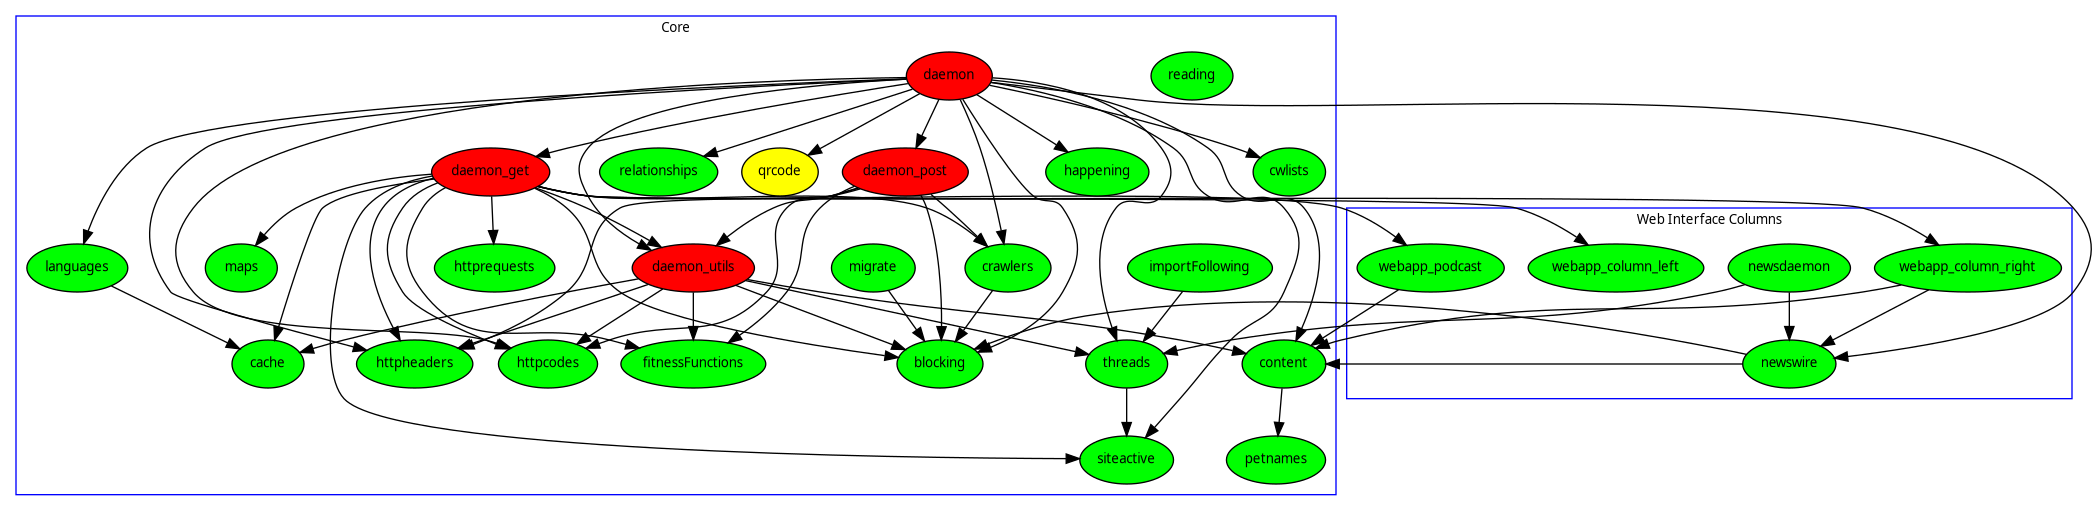 Core
daemon
reading
daemon_get
relationships
qrcode
daemon_post
happening
cwlists
Web Interface Columns
languages
maps
httprequests
daemon_utils
migrate
crawlers
importFollowing
webapp_podcast
webapp_column_left
newsdaemon
webapp_column_right
cache
httpheaders
httpcodes
fitnessFunctions
blocking
threads
content
newswire
siteactive
petnames